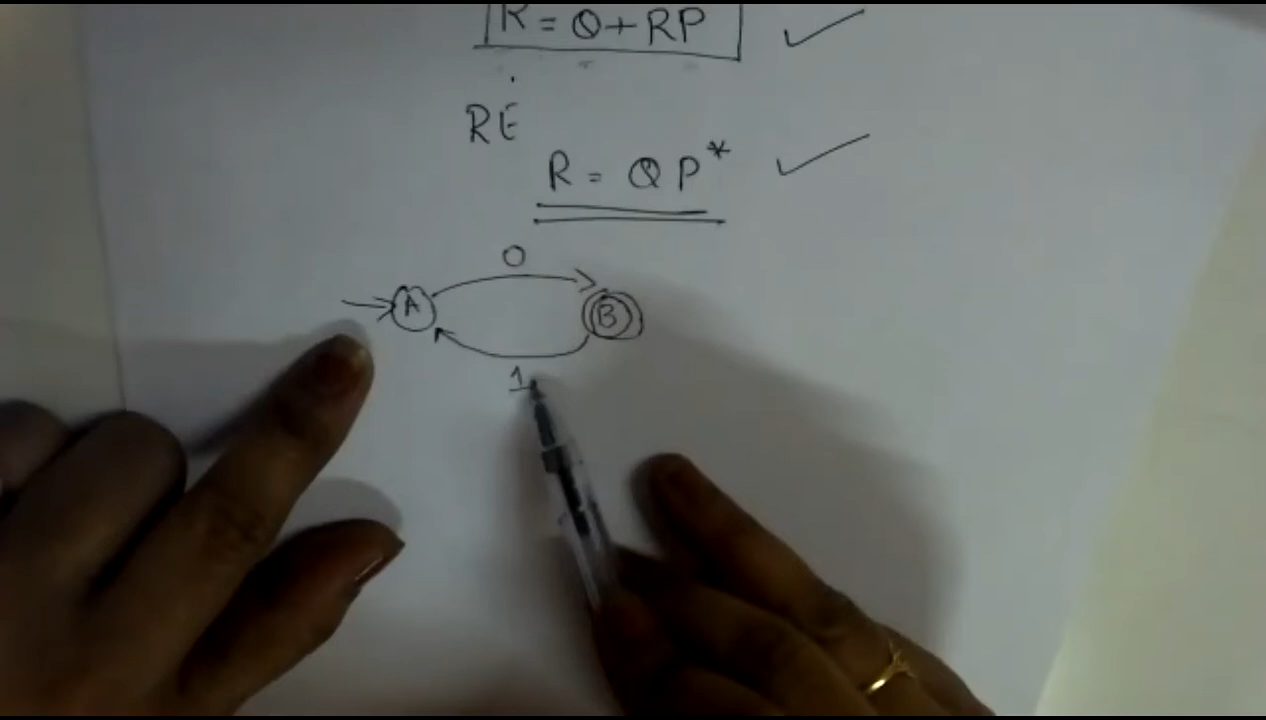 R = Q + RP
RE
R = QP*
0
A
B
1